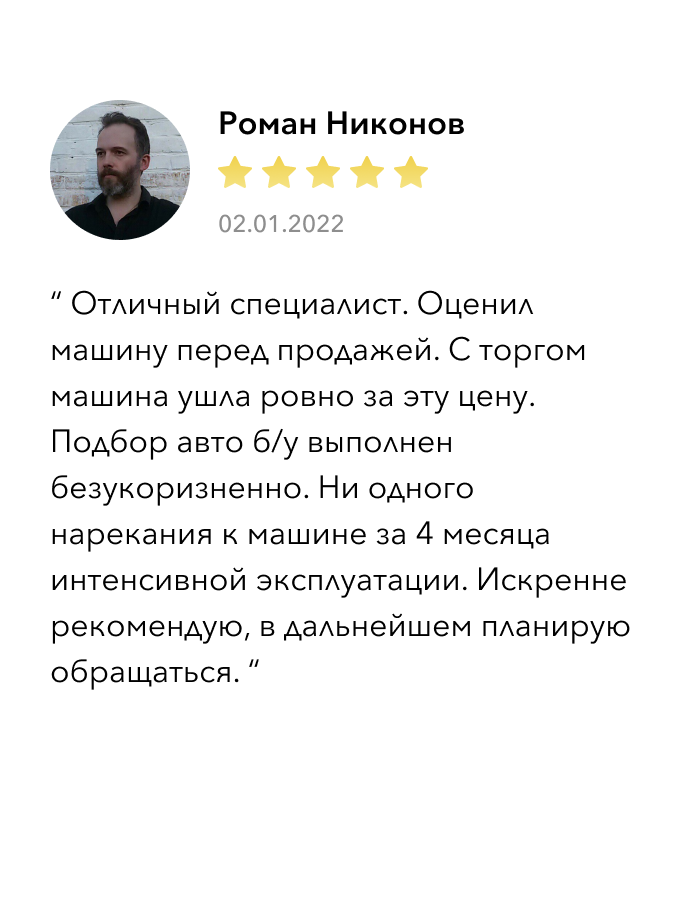 Роман Никонов
02.01.2022
“ Отличный специалист. Оценил
машину перед продажей. С торгом
машина ушла ровно за эту цену.
Подбор авто б/у выполнен
безукоризненно. Ни одного
нарекания к машине за 4 месяца
интенсивной эксплуатации. Искренне
рекомендую, в дальнейшем планирую
обращаться. “